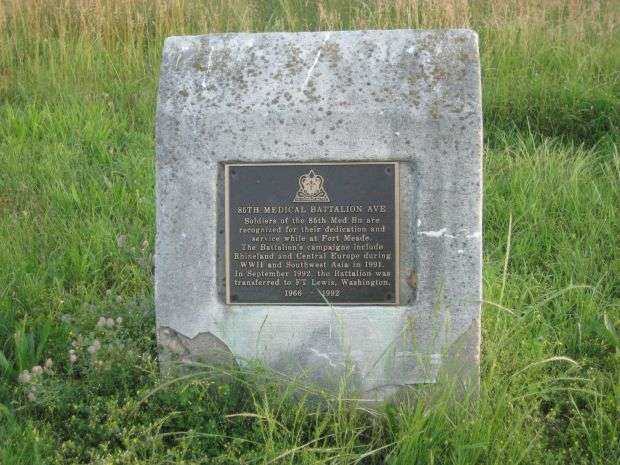 85TH MEDICAL BATTALION AVE
Soldiers of the 85th Med Bn are
recognized for their dedication and
service while at Fort Meade.
The Battalion's campaigns include
Rhineland and Central Europe during
WWII and Southwest Asia in 1991.
In September 1992, the Battalion was
transferred to FT Lewis, Washington.
1966 - 1992